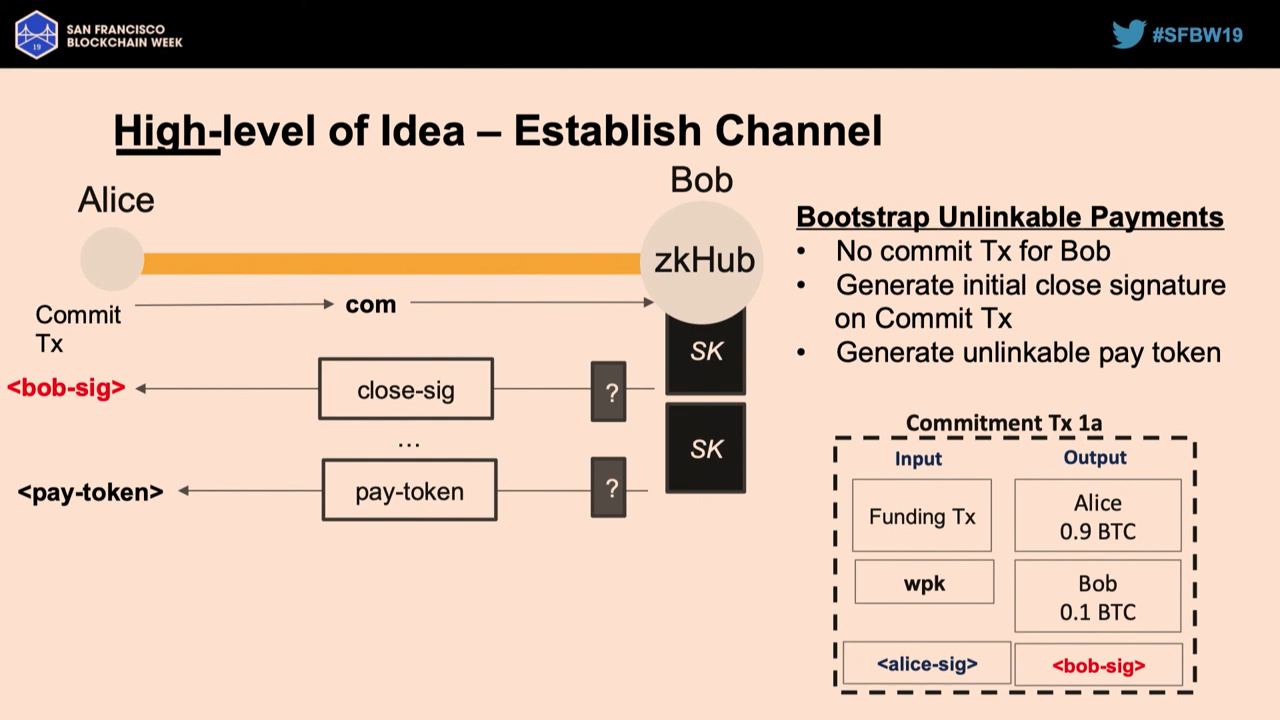 SAN FRANCISCO
BLOCKCHAIN WEEK
19
#SFBW19
High-level of Idea – Establish Channel
Alice
Bob
zkHub
Commit
Tx
com
SK
<bob-sig>
close-sig
?
...
SK
<pay-token>
pay-token
?
Bootstrap Unlinkable Payments
• No commit Tx for Bob
• Generate initial close signature
on Commit Tx
• Generate unlinkable pay token
Commitment Tx 1a
Input
Output
Funding Tx
Alice
0.9 BTC
wpk
Bob
0.1 BTC
<alice-sig>
<bob-sig>